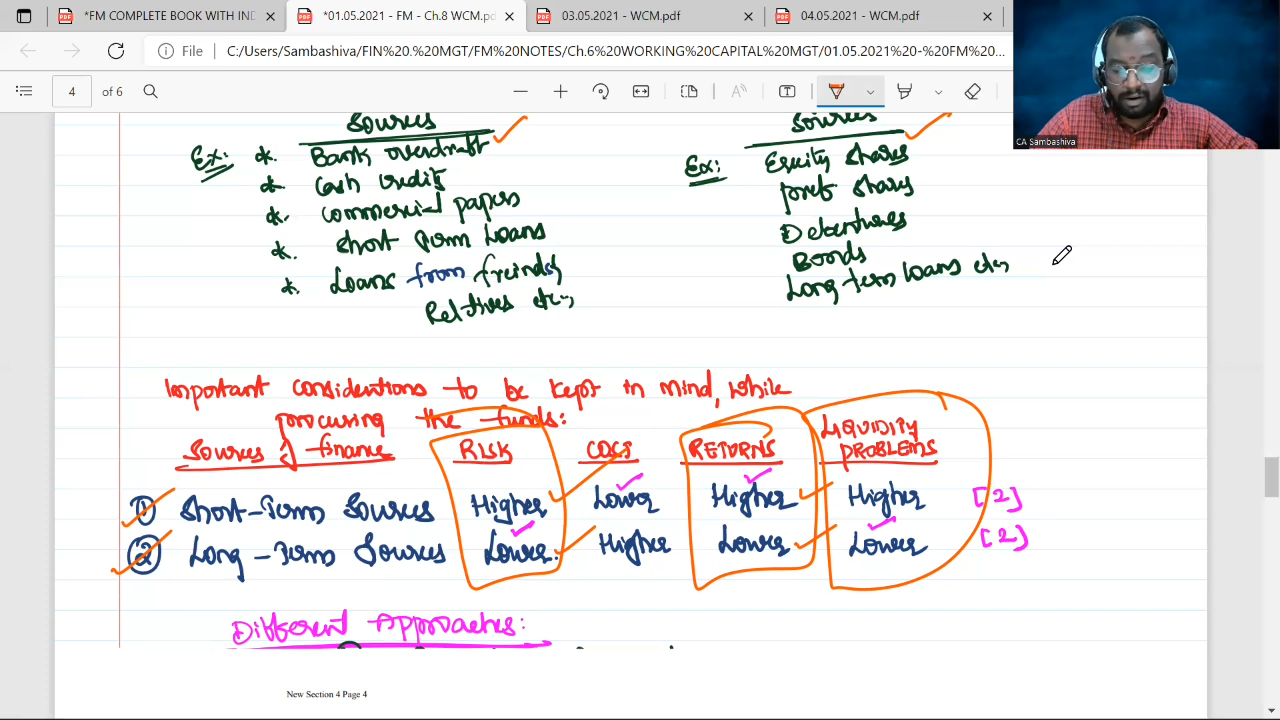 *FM COMPLETE BOOK WITH IND
*01.05.2021 - FM - Ch.8 WCM.pd
03.05.2021 - WCM.pdf
04.05.2021 - WCM.pdf
File
C:/Users/Sambashiva/FIN%20.%20MGT/FM%20NOTES/Ch.6%20WORKING%20CAPITAL%20MGT/01.05.2021%20-%20FM%20...
4 of 6
CA Sambashiva
Sources
Ex: *. Bank overdraft
*. Cash credits
*. Commercial papers
*. Short Term Loans
*. Loans from freinds
Relatives etc.,
Sources
Ex: Equity shares
pref. shares
Debentures
Bonds
Long term loans etc.,
Important considentions to be kept in mind, while
procuring the funds:
Sources of finance RISK COST RETURNS LIQUIDITY PROBLEMS
① Short-Term Sources Higher Lower Higher Higher [2]
② Long-Term Sources Lower. Higher Lower Lower [2]
Different Approaches:
New Section 4 Page 4